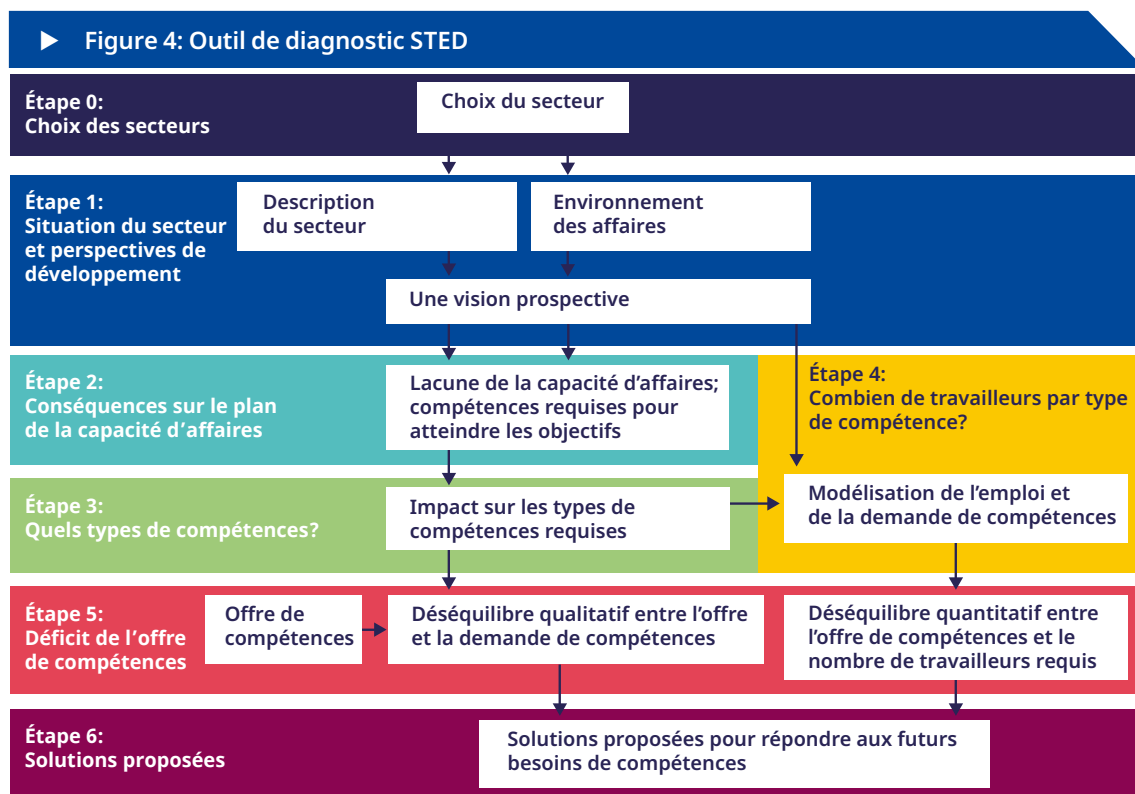 Figure 4: Outil de diagnostic STED
Étape 0:
Choix des secteurs
Choix du secteur
Étape 1:
Situation du secteur
et perspectives de
développement
Description
du secteur
Environnement
des affaires
Une vision prospective
Étape 2:
Conséquences sur le plan
de la capacité d’affaires
Lacune de la capacité d’affaires;
compétences requises pour
atteindre les objectifs
Étape 4:
Combien de travailleurs par type
de compétence?
Étape 3:
Quels types de compétences?
Impact sur les types de
compétences requises
Modélisation de l’emploi et
de la demande de compétences
Étape 5:
Déficit de l’offre
de compétences
Offre de
compétences
Déséquilibre qualitatif entre l’offre
et la demande de compétences
Déséquilibre quantitatif entre
l’offre de compétences et le
nombre de travailleurs requis
Étape 6:
Solutions proposées
Solutions proposées pour répondre aux futurs
besoins de compétences